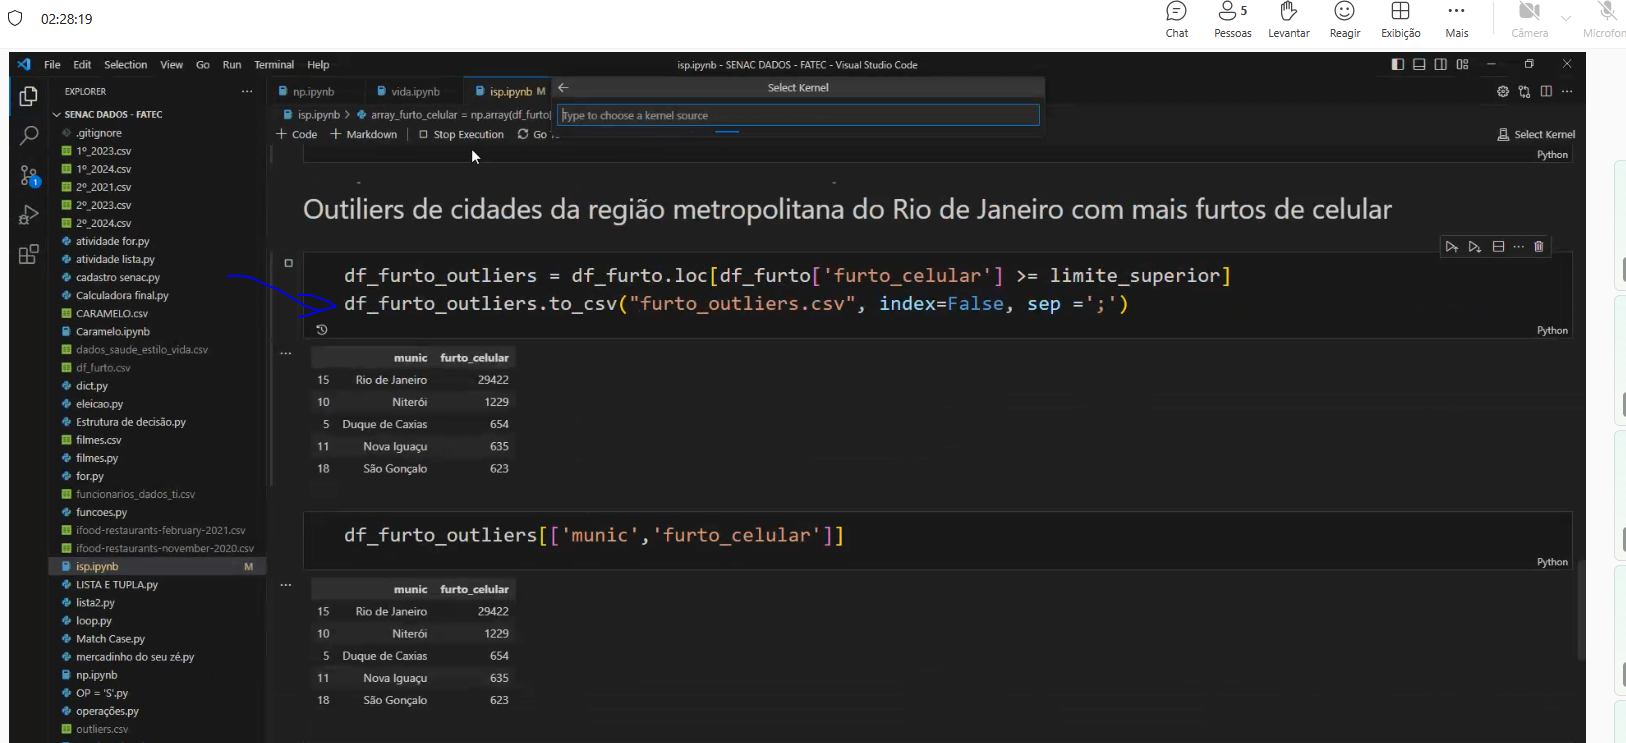 02:28:19
Chat
5
Pessoas
Levantar
Reagir
Exibição
Mais
Câmera
File Edit Selection View Go Run Terminal Help
isp.ipynb - SENAC DADOS - FATEC - Visual Studio Code
EXPLORER
np.ipynb
vida.ipynb
isp.ipynb M
Select Kernel
SENAC DADOS - FATEC
isp.ipynb > array_furto_celular = np.array(df_furto
Type to choose a kernel source
+ Code + Markdown Stop Execution Go
Select Kernel
Python
.gitignore
1º_2023.csv
1º_2024.csv
2º_2021.csv
2º_2023.csv
2º_2024.csv
atividade for.py
atividade lista.py
cadastro senac.py
Calculadora final.py
CARAMELO.csv
Caramelo.ipynb
dados_saude_estilo_vida.csv
df_furto.csv
dict.py
eleicao.py
Estrutura de decisão.py
filmes.csv
filmes.py
for.py
funcionarios_dados_ti.csv
funcoes.py
ifood-restaurants-february-2021.csv
ifood-restaurants-november-2020.csv
isp.ipynb M
LISTA E TUPLA.py
lista2.py
loop.py
Match Case.py
mercadinho do seu zé.py
np.ipynb
OP = 'S'.py
operações.py
outliers.csv
1
Outiliers de cidades da região metropolitana do Rio de Janeiro com mais furtos de celular
df_furto_outliers = df_furto.loc[df_furto['furto_celular'] >= limite_superior]
df_furto_outliers.to_csv("furto_outliers.csv", index=False, sep =';')
Python
munic furto_celular
15 Rio de Janeiro 29422
10 Niterói 1229
5 Duque de Caxias 654
11 Nova Iguaçu 635
18 São Gonçalo 623
df_furto_outliers[['munic','furto_celular']]
Python
munic furto_celular
15 Rio de Janeiro 29422
10 Niterói 1229
5 Duque de Caxias 654
11 Nova Iguaçu 635
18 São Gonçalo 623